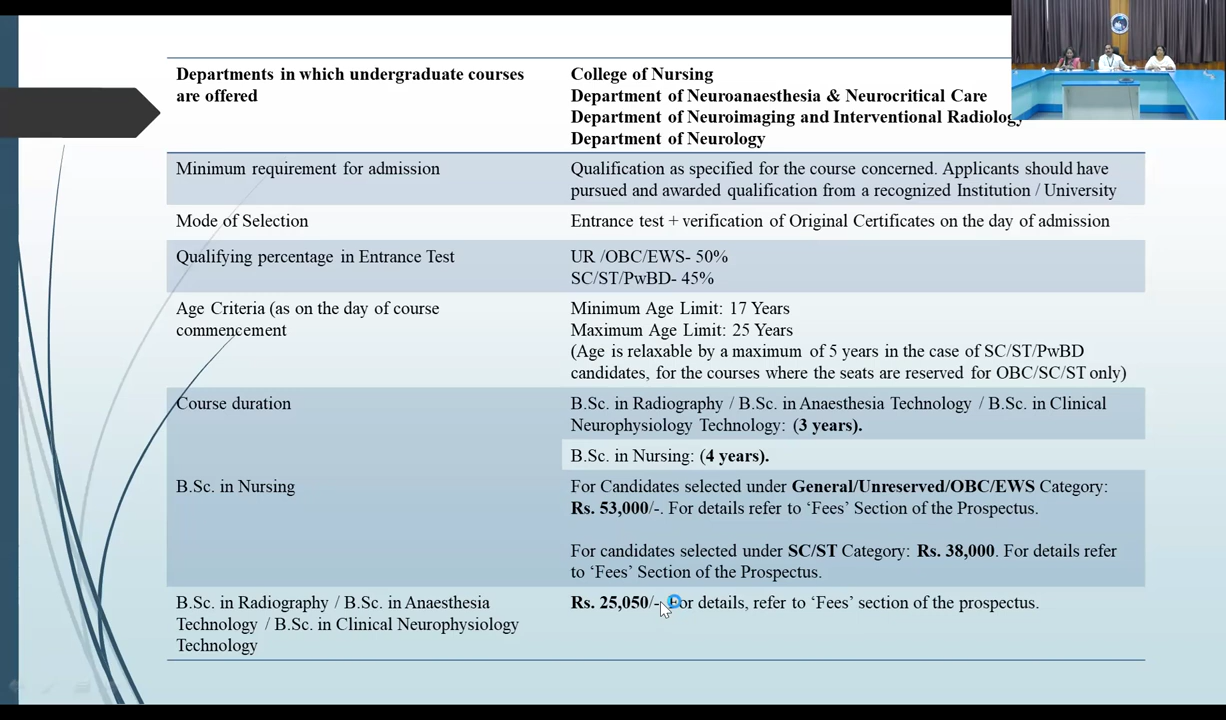 Departments in which undergraduate courses
are offered
College of Nursing
Department of Neuroanaesthesia & Neurocritical Care
Department of Neuroimaging and Interventional Radiology
Department of Neurology
Minimum requirement for admission
Qualification as specified for the course concerned. Applicants should have
pursued and awarded qualification from a recognized Institution / University
Mode of Selection
Entrance test + verification of Original Certificates on the day of admission
Qualifying percentage in Entrance Test
UR /OBC/EWS- 50%
SC/ST/PwBD- 45%
Age Criteria (as on the day of course
commencement
Minimum Age Limit: 17 Years
Maximum Age Limit: 25 Years
(Age is relaxable by a maximum of 5 years in the case of SC/ST/PwBD
candidates, for the courses where the seats are reserved for OBC/SC/ST only)
Course duration
B.Sc. in Radiography / B.Sc. in Anaesthesia Technology / B.Sc. in Clinical
Neurophysiology Technology: (3 years).
B.Sc. in Nursing: (4 years).
B.Sc. in Nursing
For Candidates selected under General/Unreserved/OBC/EWS Category:
Rs. 53,000/-. For details refer to ‘Fees’ Section of the Prospectus.
For candidates selected under SC/ST Category: Rs. 38,000. For details refer
to ‘Fees’ Section of the Prospectus.
B.Sc. in Radiography / B.Sc. in Anaesthesia
Technology / B.Sc. in Clinical Neurophysiology
Technology
Rs. 25,050/-. For details, refer to ‘Fees’ section of the prospectus.